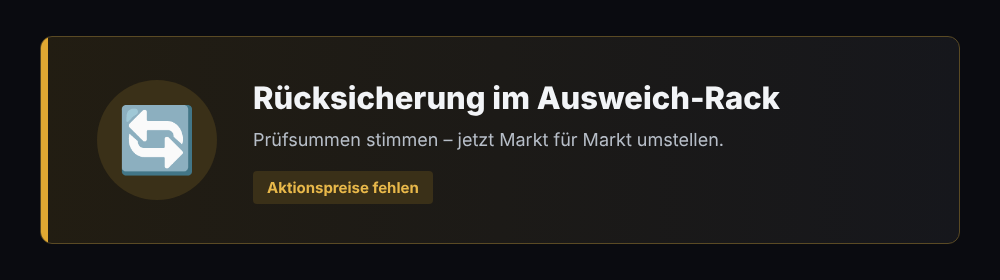 Rücksicherung im Ausweich-Rack
Prüfsummen stimmen – jetzt Markt für Markt umstellen.
Aktionspreise fehlen